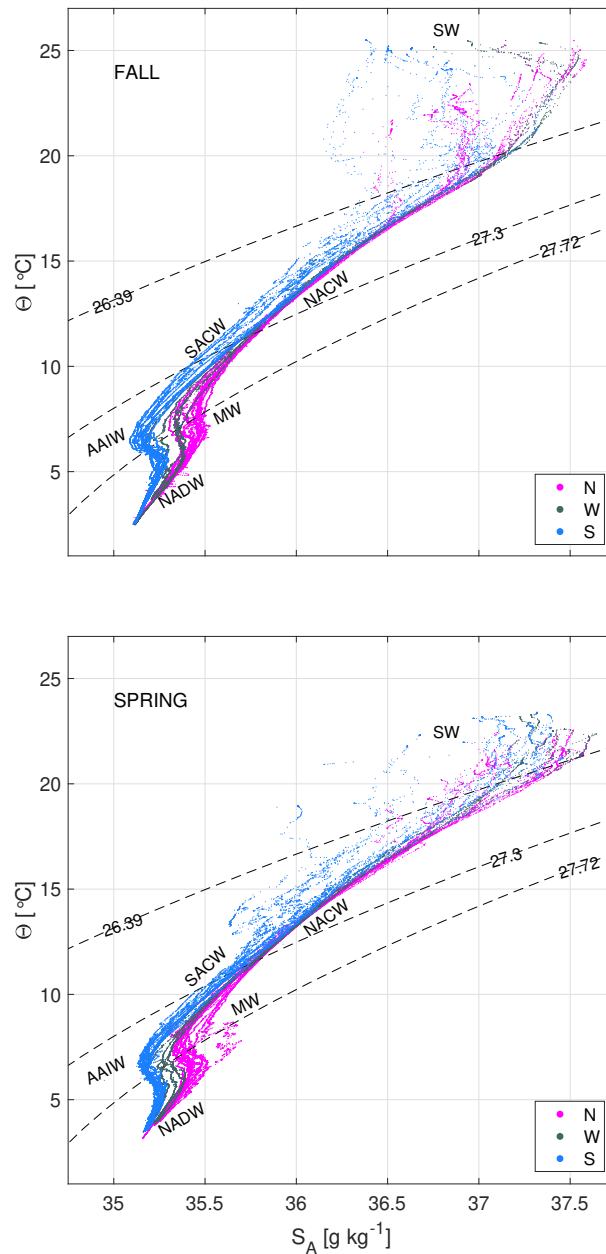 FALL
SW
25
20
15
10
5
Θ [°C]
26.39
27.3
27.72
SACW
NACW
AAIW
MW
NADW
N
W
S
SPRING
SW
25
20
15
10
5
Θ [°C]
26.39
27.3
27.72
SACW
NACW
AAIW
MW
NADW
N
W
S
35 35.5 36 36.5 37 37.5
S_A [g kg⁻¹]